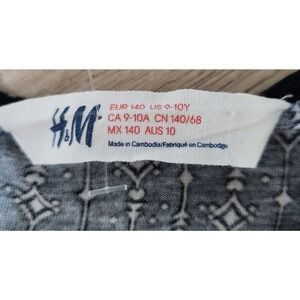 H&M
EUR 140 US 9-10Y
CA 9-10A CN 140/68
MX 140 AUS 10
Made in Cambodia/Fabriqué en Cambodge